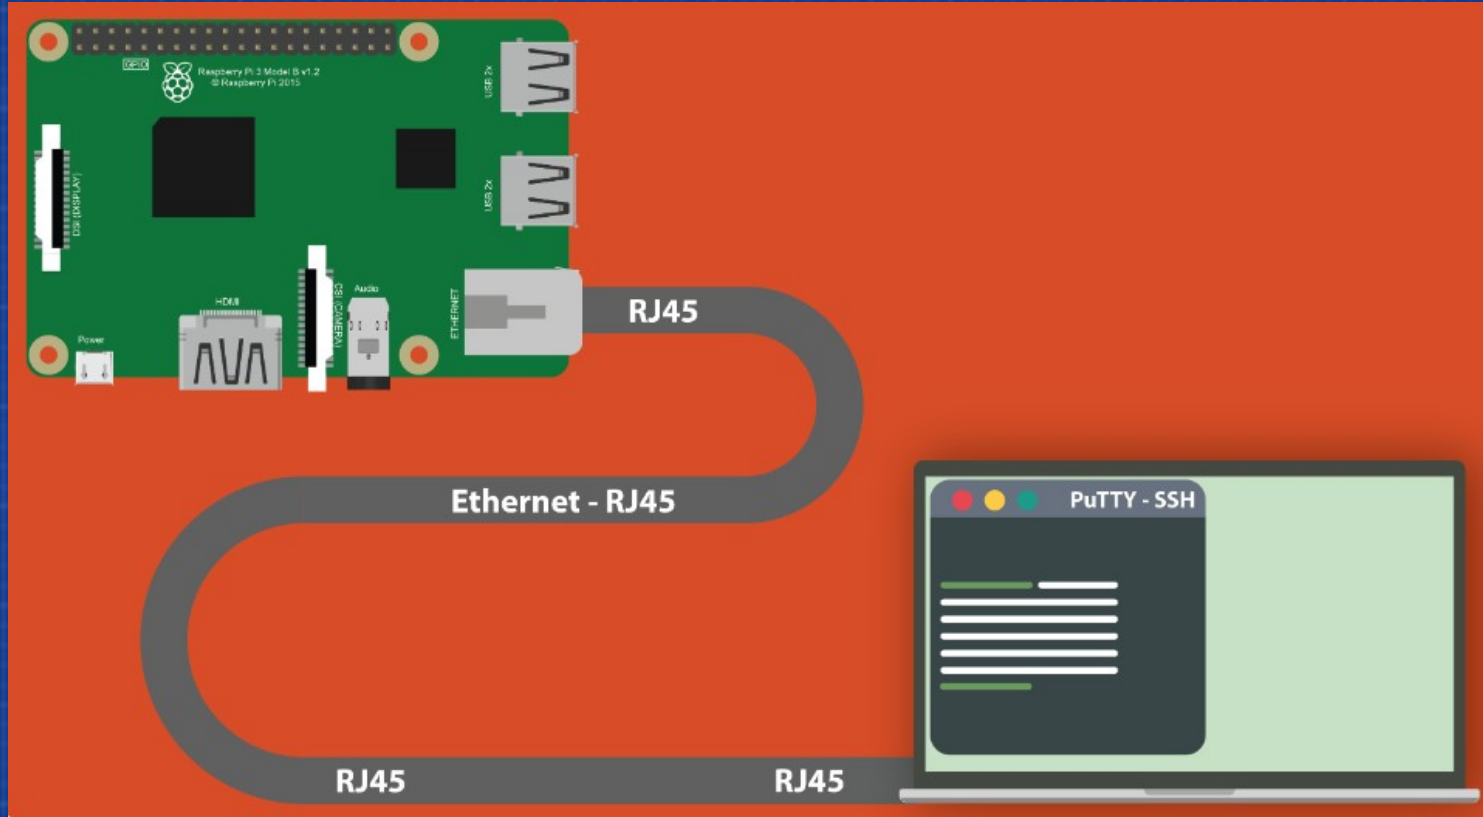 GPIO
Raspberry Pi 3 Model B v1.2
© Raspberry Pi 2015
USB 2x
DSI (DISPLAY)
USB 2x
HDMI
CSI (CAMERA)
Audio
ETHERNET
Power
RJ45
Ethernet - RJ45
PuTTY - SSH
RJ45
RJ45